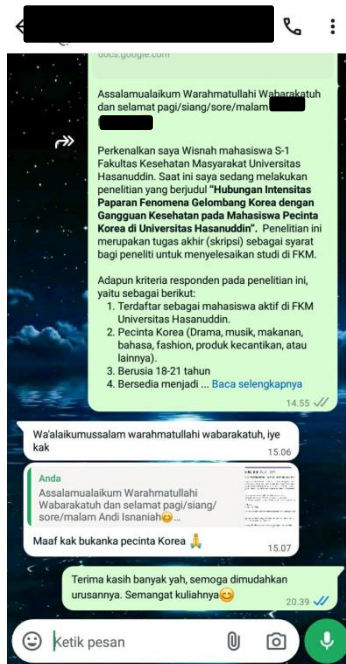 docs.google.com
Assalamualaikum Warahmatullahi Wabarakatuh
dan selamat pagi/siang/sore/malam
Perkenalkan saya Wisnah mahasiswa S-1
Fakultas Kesehatan Masyarakat Universitas
Hasanuddin. Saat ini saya sedang melakukan
penelitian yang berjudul "Hubungan Intensitas
Paparan Fenomena Gelombang Korea dengan
Gangguan Kesehatan pada Mahasiswa Pecinta
Korea di Universitas Hasanuddin". Penelitian ini
merupakan tugas akhir (skripsi) sebagai syarat
bagi peneliti untuk menyelesaikan studi di FKM.
Adapun kriteria responden pada penelitian ini,
yaitu sebagai berikut:
1. Terdaftar sebagai mahasiswa aktif di FKM
Universitas Hasanuddin.
2. Pecinta Korea (Drama, musik, makanan,
bahasa, fashion, produk kecantikan, atau
lainnya).
3. Berusia 18-21 tahun
4. Bersedia menjadi ... Baca selengkapnya
14.55
Wa'alaikumussalam warahmatullahi wabarakatuh, iye
kak
15.06
Anda
Assalamualaikum Warahmatullahi
Wabarakatuh dan selamat pagi/siang/
sore/malam Andi Isnaniah😊...
Maaf kak bukanka pecinta Korea 🙏
15.07
Terima kasih banyak yah, semoga dimudahkan
urusannya. Semangat kuliahnya😊
20.39
Ketik pesan